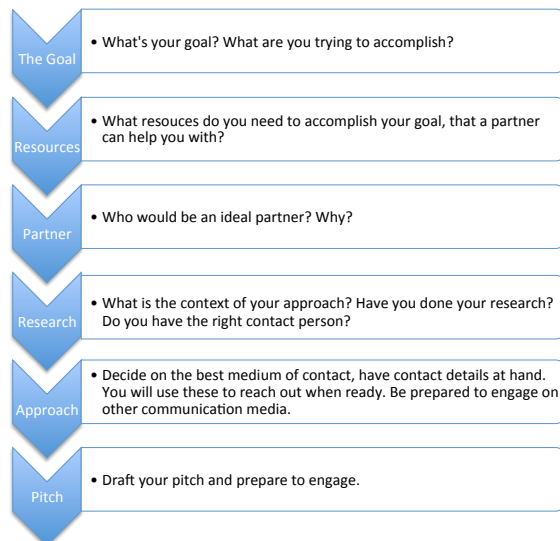 The Goal
• What's your goal? What are you trying to accomplish?
Resources
• What resouces do you need to accomplish your goal, that a partner
can help you with?
Partner
• Who would be an ideal partner? Why?
Research
• What is the context of your approach? Have you done your research?
Do you have the right contact person?
Approach
• Decide on the best medium of contact, have contact details at hand.
You will use these to reach out when ready. Be prepared to engage on
other communication media.
Pitch
• Draft your pitch and prepare to engage.